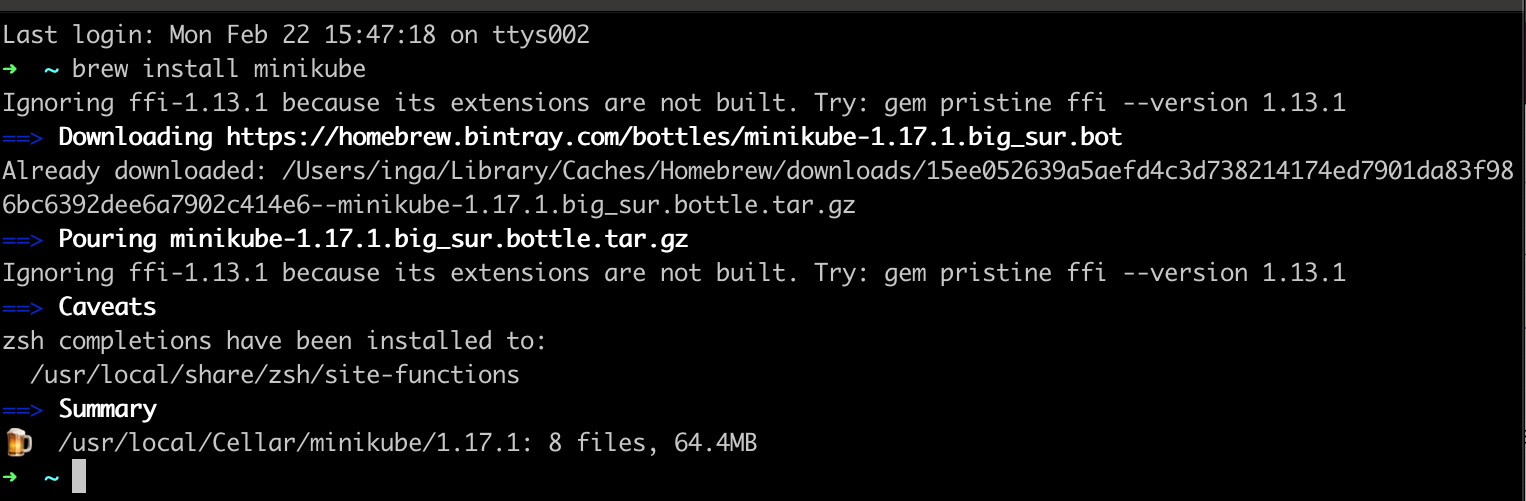 Last login: Mon Feb 22 15:47:18 on ttys002
➜  ~ brew install minikube
Ignoring ffi-1.13.1 because its extensions are not built. Try: gem pristine ffi --version 1.13.1
==> Downloading https://homebrew.bintray.com/bottles/minikube-1.17.1.big_sur.bot
Already downloaded: /Users/inga/Library/Caches/Homebrew/downloads/15ee052639a5aefd4c3d738214174ed7901da83f98
6bc6392dee6a7902c414e6--minikube-1.17.1.big_sur.bottle.tar.gz
==> Pouring minikube-1.17.1.big_sur.bottle.tar.gz
Ignoring ffi-1.13.1 because its extensions are not built. Try: gem pristine ffi --version 1.13.1
==> Caveats
zsh completions have been installed to:
  /usr/local/share/zsh/site-functions
==> Summary
🍺  /usr/local/Cellar/minikube/1.17.1: 8 files, 64.4MB
➜  ~